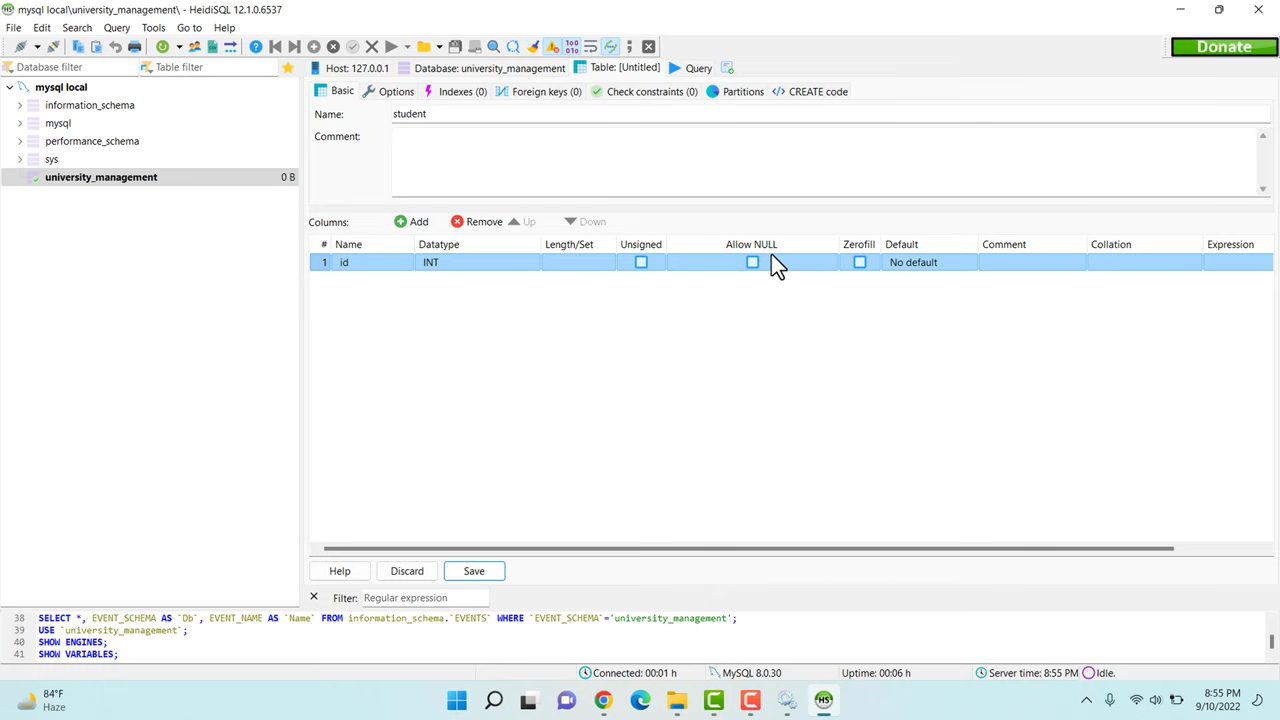 mysql local\university_management\ - HeidiSQL 12.1.0.6537
File Edit Search Query Tools Go to Help
Donate
Database filter Table filter
Host: 127.0.0.1 Database: university_management Table: [Untitled] Query
mysql local
information_schema
mysql
performance_schema
sys
university_management 0 B
Basic Options Indexes (0) Foreign keys (0) Check constraints (0) Partitions CREATE code
Name: student
Comment:
Columns: Add Remove Up Down
# Name Datatype Length/Set Unsigned Allow NULL Zerofill Default Comment Collation Expression
1 id INT No default
Help Discard Save
Filter: Regular expression
38 SELECT *, EVENT_SCHEMA AS `Db`, EVENT_NAME AS `Name` FROM information_schema.`EVENTS` WHERE `EVENT_SCHEMA`='university_management';
39 USE `university_management`;
40 SHOW ENGINES;
41 SHOW VARIABLES;
Connected: 00:01 h MySQL 8.0.30 Uptime: 00:06 h Server time: 8:55 PM Idle.
84°F
Haze
8:55 PM
9/10/2022